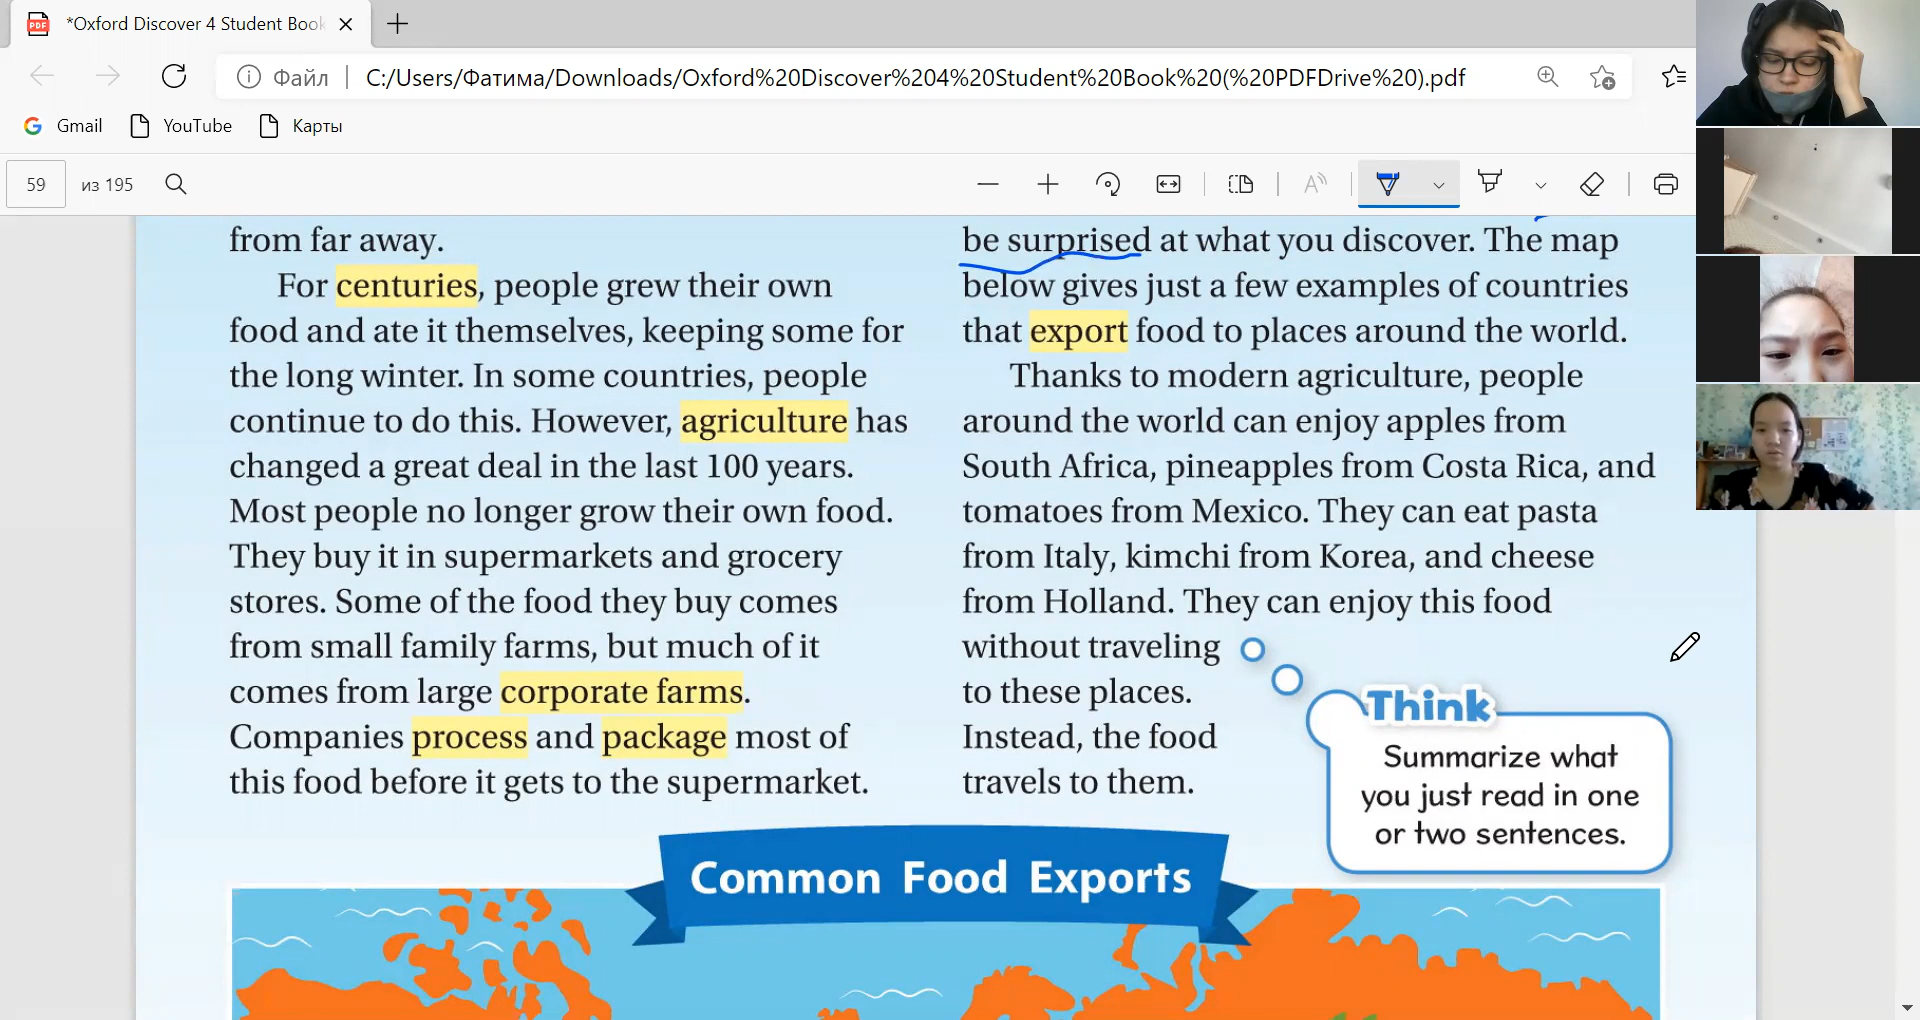 *Oxford Discover 4 Student Book
Файл
C:/Users/Фатима/Downloads/Oxford%20Discover%204%20Student%20Book%20(%20PDFDrive%20).pdf
Gmail
YouTube
Карты
59 из 195
from far away.
For centuries, people grew their own
food and ate it themselves, keeping some for
the long winter. In some countries, people
continue to do this. However, agriculture has
changed a great deal in the last 100 years.
Most people no longer grow their own food.
They buy it in supermarkets and grocery
stores. Some of the food they buy comes
from small family farms, but much of it
comes from large corporate farms.
Companies process and package most of
this food before it gets to the supermarket.
be surprised at what you discover. The map
below gives just a few examples of countries
that export food to places around the world.
Thanks to modern agriculture, people
around the world can enjoy apples from
South Africa, pineapples from Costa Rica, and
tomatoes from Mexico. They can eat pasta
from Italy, kimchi from Korea, and cheese
from Holland. They can enjoy this food
without traveling
to these places.
Instead, the food
travels to them.
Think
Summarize what
you just read in one
or two sentences.
Common Food Exports